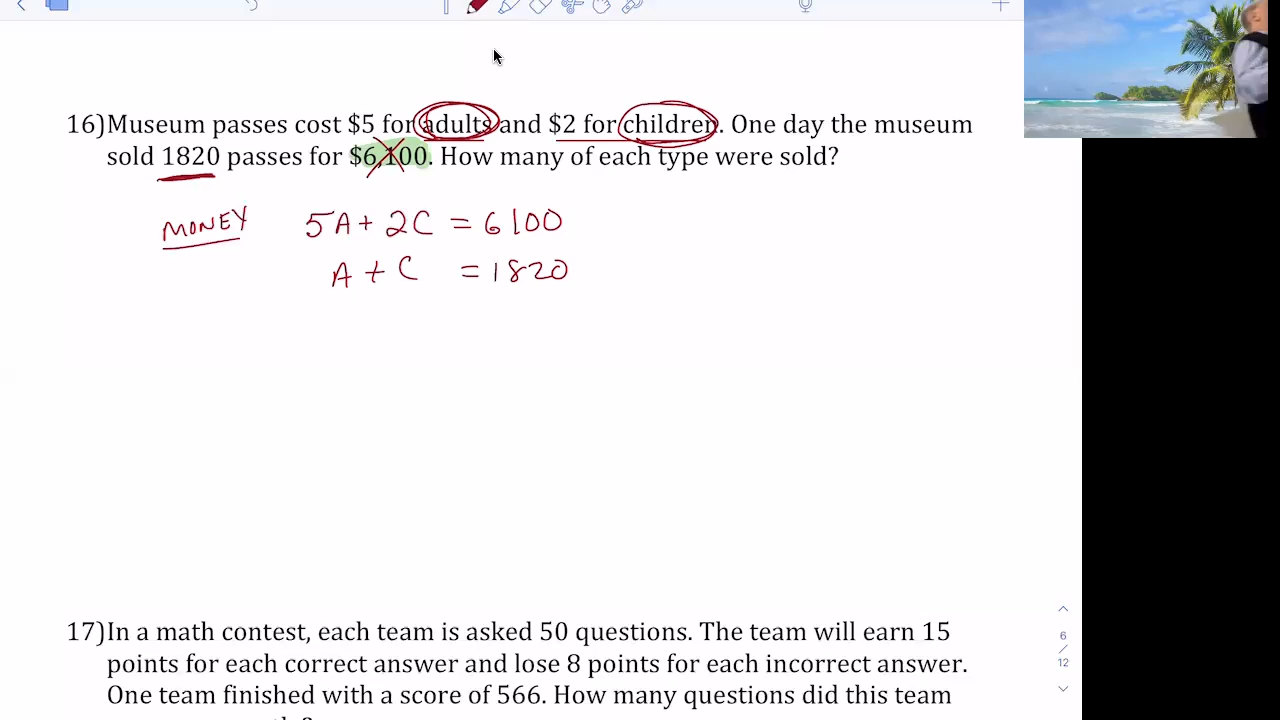 16)Museum passes cost $5 for adults and $2 for children. One day the museum
sold 1820 passes for $6,100. How many of each type were sold?
MONEY 5A + 2C = 6100
A + C = 1820
17)In a math contest, each team is asked 50 questions. The team will earn 15
points for each correct answer and lose 8 points for each incorrect answer.
One team finished with a score of 566. How many questions did this team
6
/
12